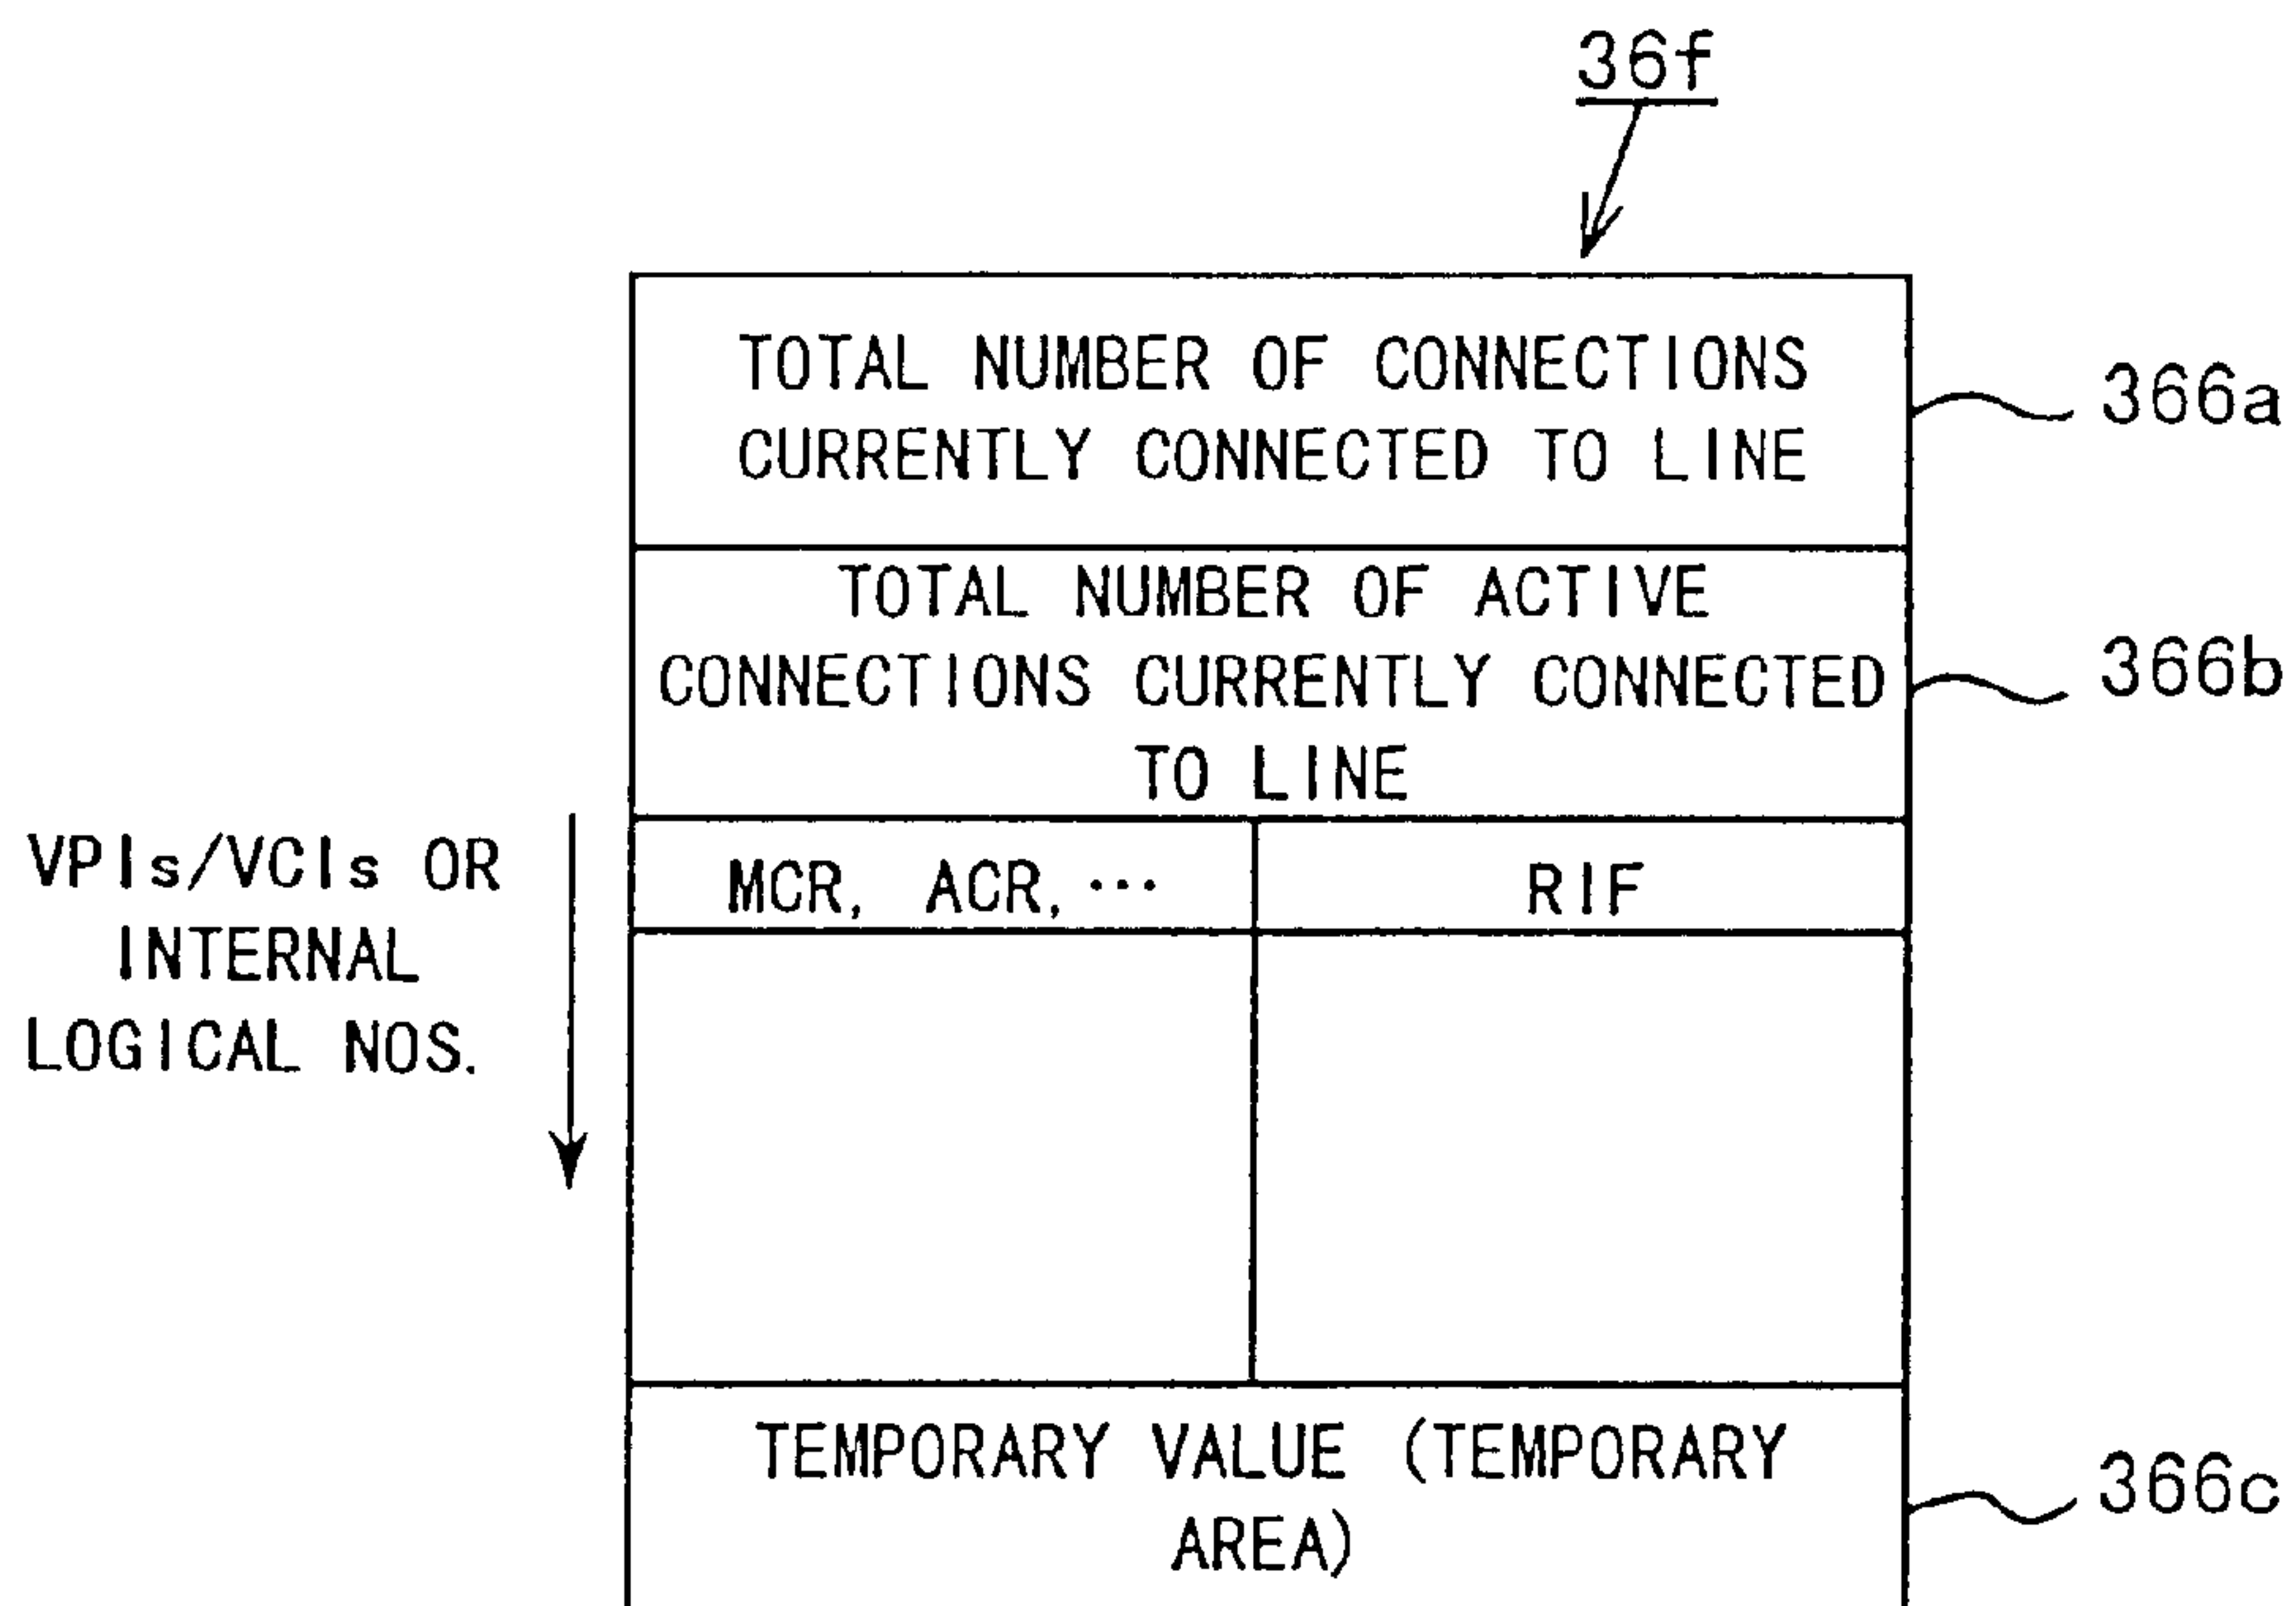 36f
TOTAL NUMBER OF CONNECTIONS
CURRENTLY CONNECTED TO LINE
366a
TOTAL NUMBER OF ACTIVE
CONNECTIONS CURRENTLY CONNECTED
TO LINE
366b
VPIs/VCIs OR
INTERNAL
LOGICAL NOS.
MCR, ACR, ···
RIF
TEMPORARY VALUE (TEMPORARY
AREA)
366c